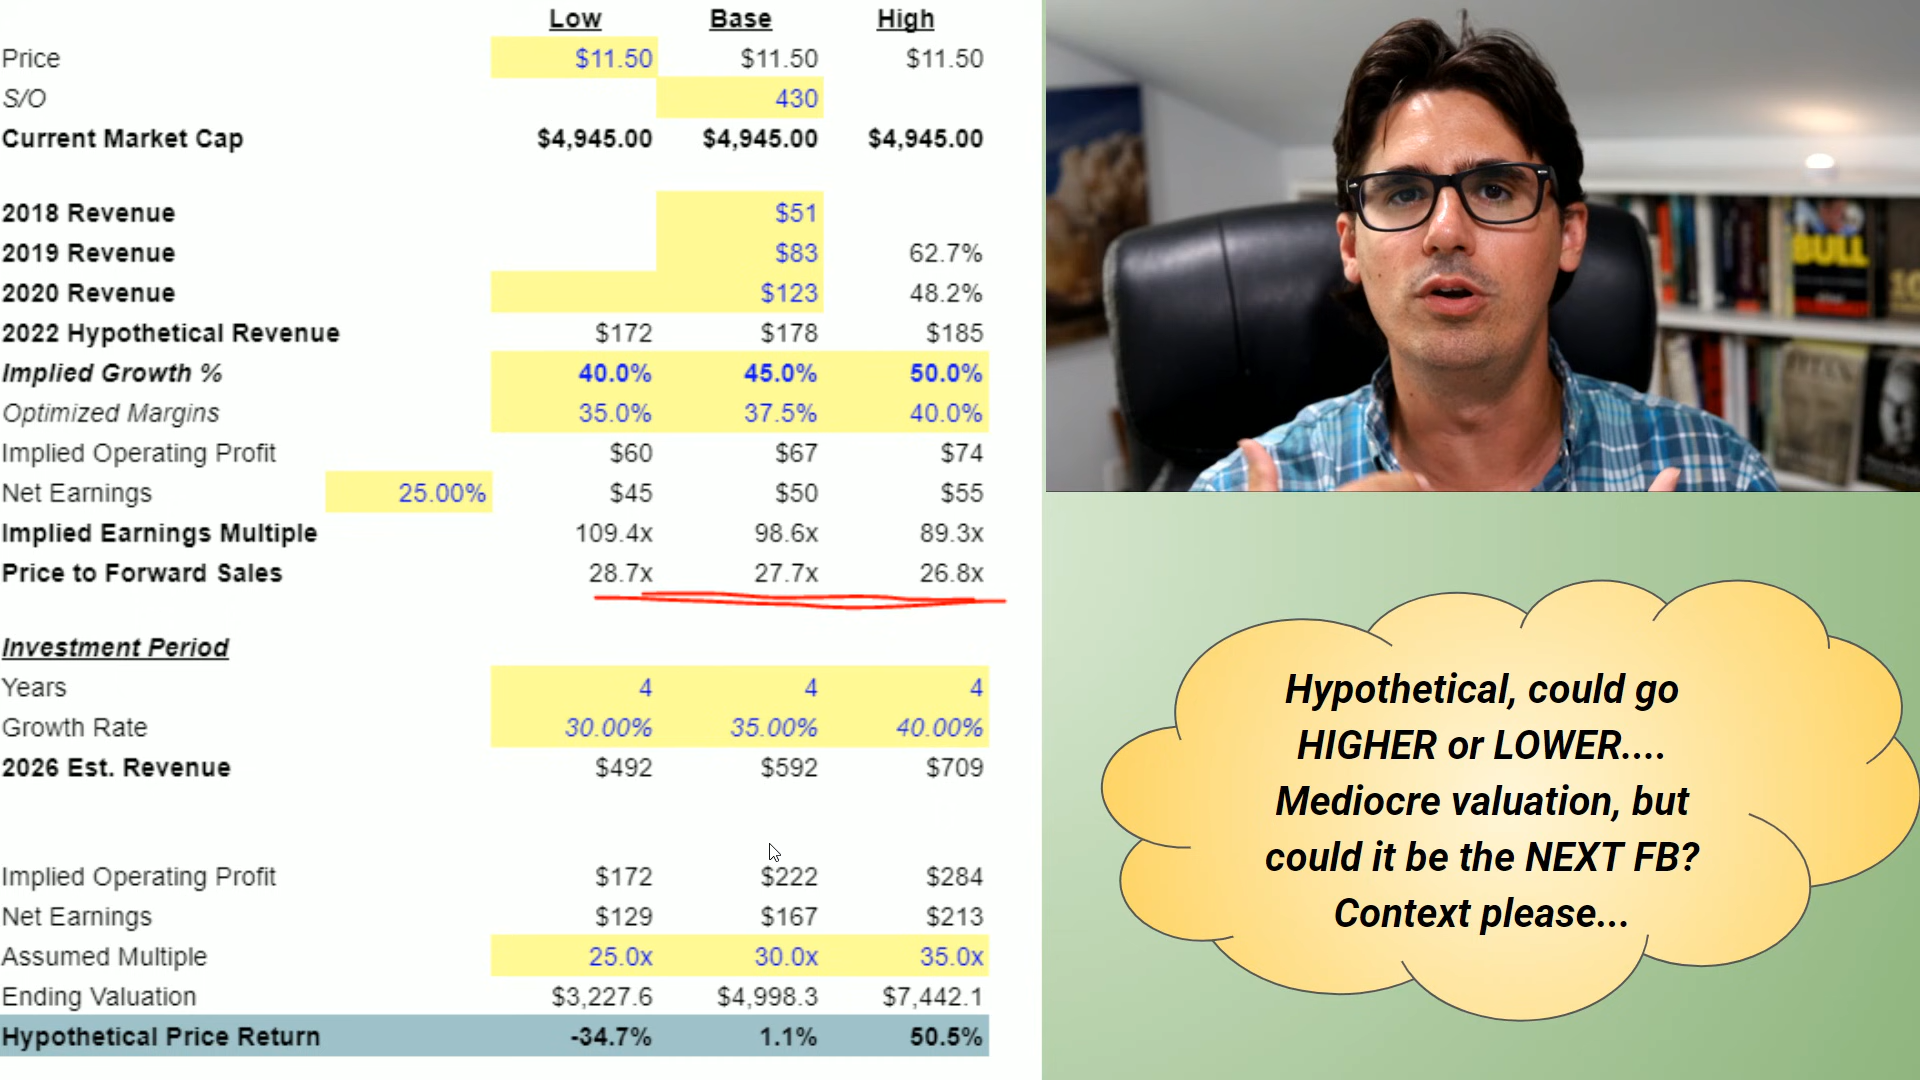 Low Base High
Price $11.50 $11.50 $11.50
S/O 430
Current Market Cap $4,945.00 $4,945.00 $4,945.00
2018 Revenue $51
2019 Revenue $83 62.7%
2020 Revenue $123 48.2%
2022 Hypothetical Revenue $172 $178 $185
Implied Growth % 40.0% 45.0% 50.0%
Optimized Margins 35.0% 37.5% 40.0%
Implied Operating Profit $60 $67 $74
Net Earnings 25.00% $45 $50 $55
Implied Earnings Multiple 109.4x 98.6x 89.3x
Price to Forward Sales 28.7x 27.7x 26.8x
Investment Period
Years 4 4 4
Growth Rate 30.00% 35.00% 40.00%
2026 Est. Revenue $492 $592 $709
Implied Operating Profit $172 $222 $284
Net Earnings $129 $167 $213
Assumed Multiple 25.0x 30.0x 35.0x
Ending Valuation $3,227.6 $4,998.3 $7,442.1
Hypothetical Price Return -34.7% 1.1% 50.5%
BULL
Hypothetical, could go
HIGHER or LOWER....
Mediocre valuation, but
could it be the NEXT FB?
Context please...